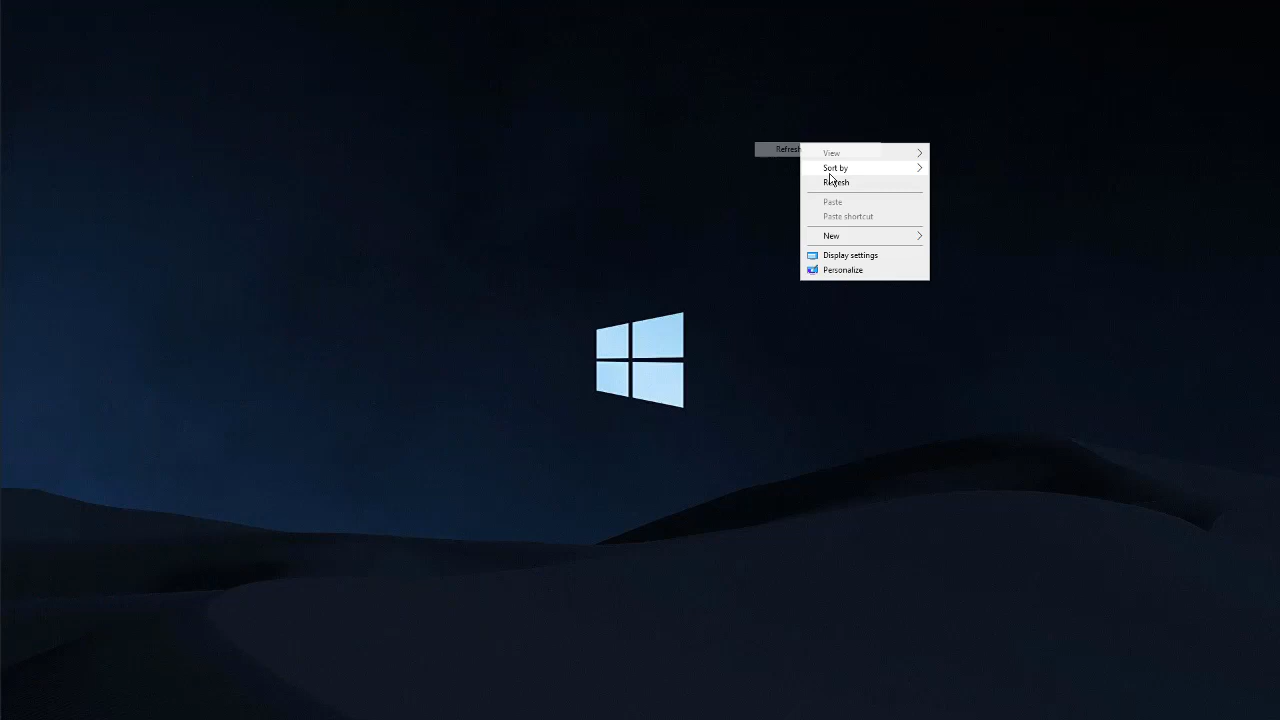 Refresh
View
Sort by
Refresh
Paste
Paste shortcut
New
Display settings
Personalize